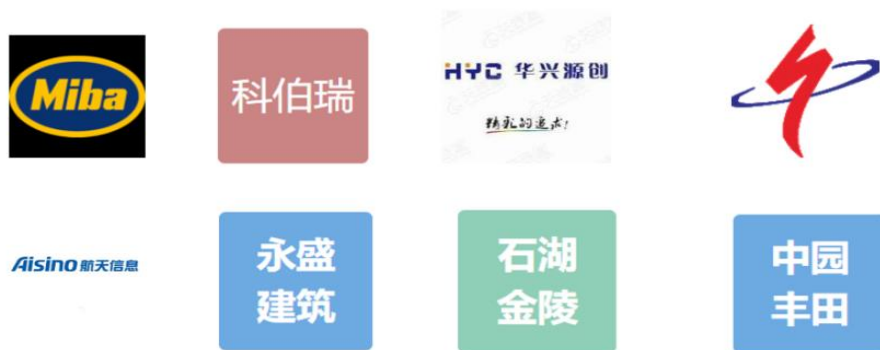 Miba
科伯瑞
HYC 华兴源创
精彩的追求!
Aisino 航天信息
永盛
建筑
石湖
金陵
中园
丰田